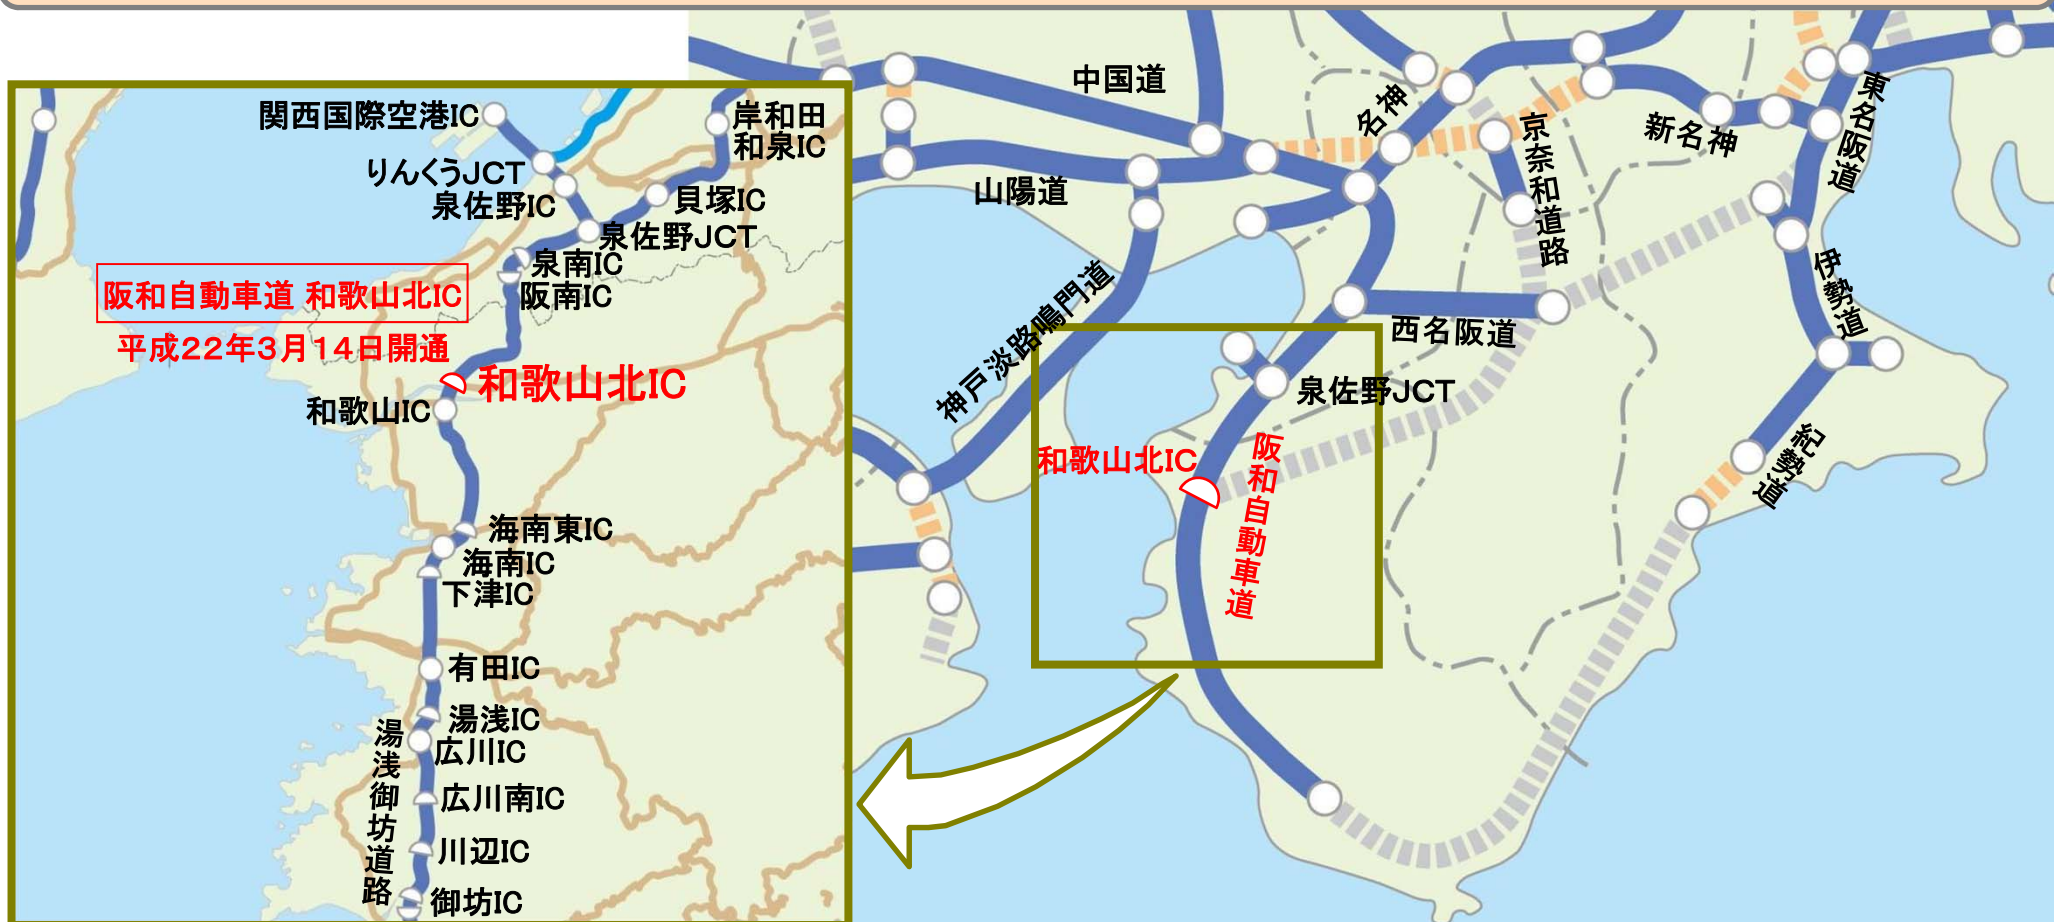 関西国際空港IC
岸和田
和泉IC
りんくうJCT
泉佐野IC
貝塚IC
泉佐野JCT
泉南IC
阪南IC
阪和自動車道 和歌山北IC
平成22年3月14日開通
和歌山北IC
和歌山IC
海南東IC
海南IC
下津IC
有田IC
湯浅IC
広川IC
広川南IC
川辺IC
御坊IC
湯浅御坊道路
中国道
山陽道
名神
京奈和道路
新名神
東名阪道
伊勢道
紀勢道
西名阪道
神戸淡路鳴門道
泉佐野JCT
和歌山北IC
阪和自動車道